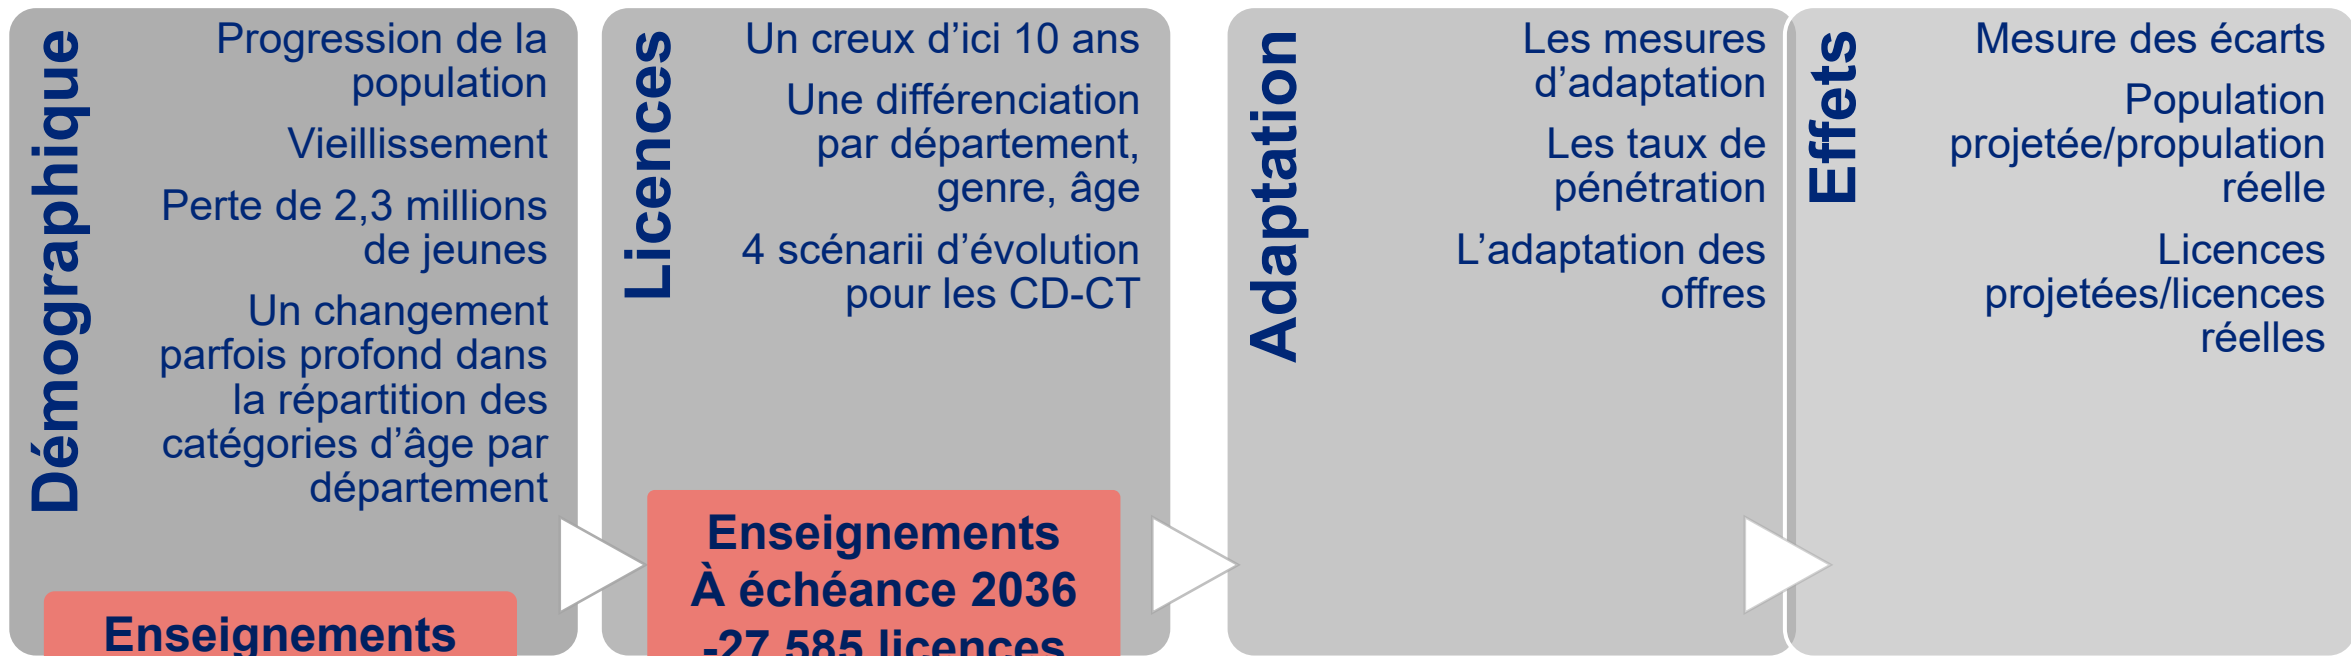 Démographique
Progression de la
population
Vieillissement
Perte de 2,3 millions
de jeunes
Un changement
parfois profond dans
la répartition des
catégories d’âge par
département
Enseignements
Licences
Un creux d’ici 10 ans
Une différenciation
par département,
genre, âge
4 scénarii d’évolution
pour les CD-CT
Enseignements
À échéance 2036
-27 585 licences
Adaptation
Les mesures
d’adaptation
Les taux de
pénétration
L’adaptation des
offres
Effets
Mesure des écarts
Population
projetée/propulation
réelle
Licences
projetées/licences
réelles